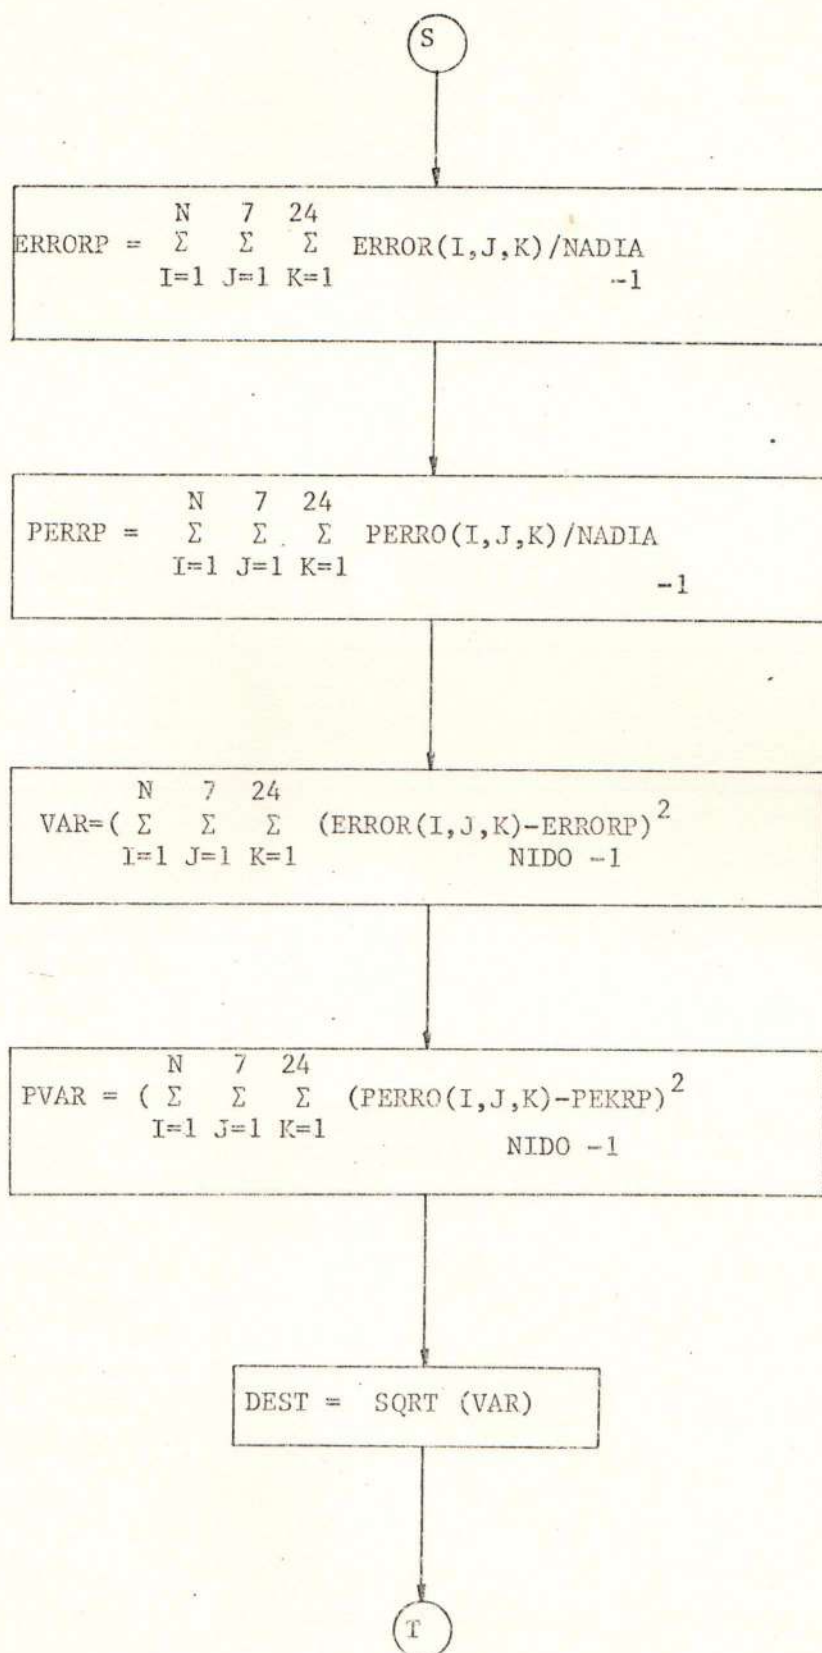 S
N 7 24
ERRORP = Σ Σ Σ ERROR(I,J,K)/NADIA
I=1 J=1 K=1 -1
N 7 24
PERRP = Σ Σ Σ PERRO(I,J,K)/NADIA
I=1 J=1 K=1
-1
N 7 24
VAR=( Σ Σ Σ (ERROR(I,J,K)-ERRORP)²
I=1 J=1 K=1 NIDO -1
N 7 24
PVAR = ( Σ Σ Σ (PERRO(I,J,K)-PEKRP)²
I=1 J=1 K=1
NIDO -1
DEST = SQRT (VAR)
T